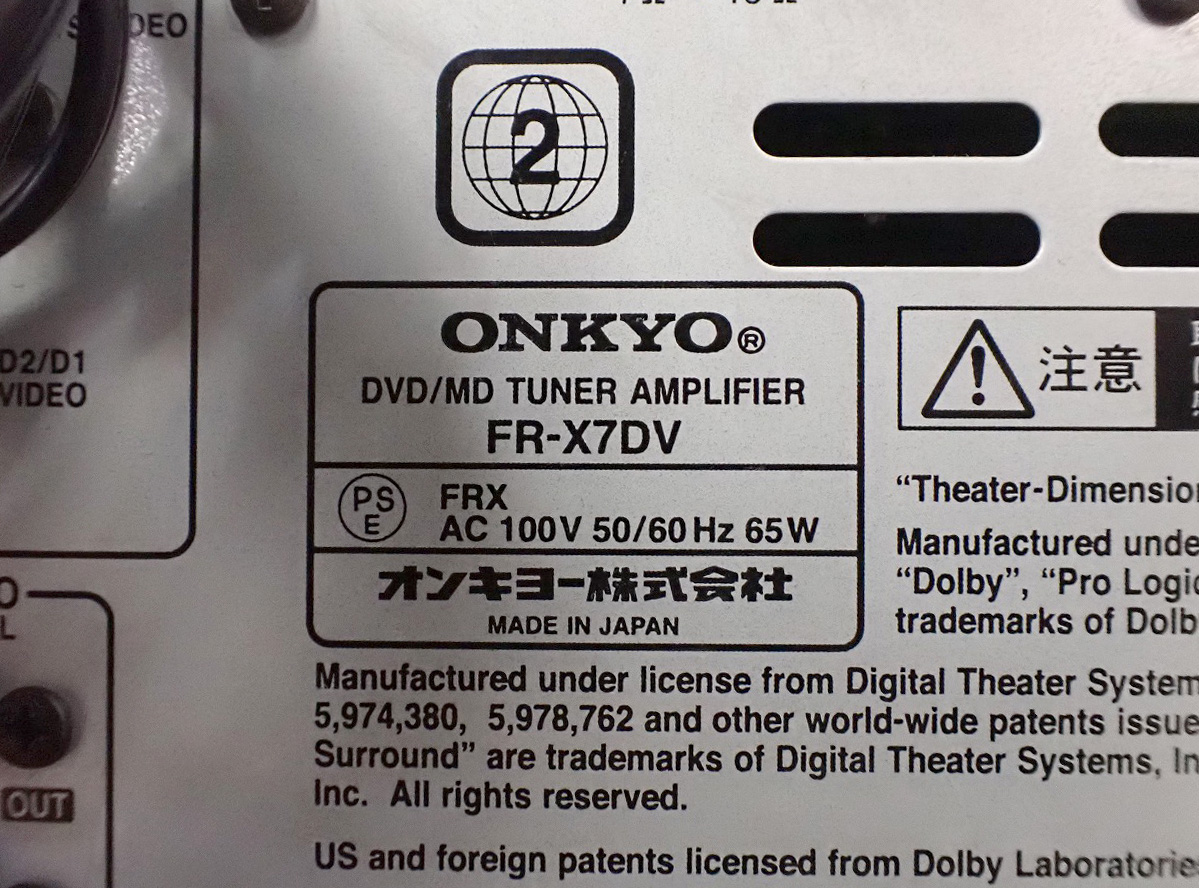 2
ONKYO®
DVD/MD TUNER AMPLIFIER
FR-X7DV
PS
E
FRX
AC 100V 50/60Hz 65W
オンキヨー株式会社
MADE IN JAPAN
D2/D1
VIDEO
L
OUT
注意
“Theater-Dimension
Manufactured unde
“Dolby”, “Pro Logic
trademarks of Dolb
Manufactured under license from Digital Theater System
5,974,380, 5,978,762 and other world-wide patents issue
Surround” are trademarks of Digital Theater Systems, In
Inc. All rights reserved.
US and foreign patents licensed from Dolby Laboratorie